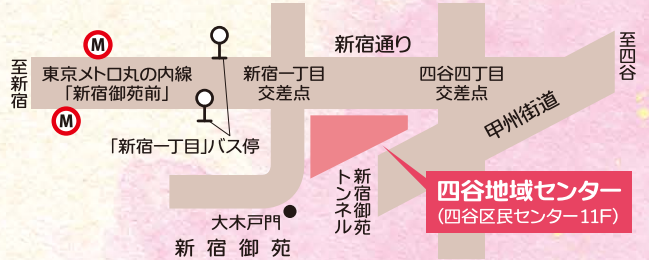 至新宿
M
東京メトロ丸の内線
「新宿御苑前」
M
「新宿一丁目」バス停
新宿一丁目
交差点
新宿通り
四谷四丁目
交差点
至四谷
甲州街道
新宿御苑
トンネル
四谷地域センター
(四谷区民センター11F)
大木戸門
新宿御苑